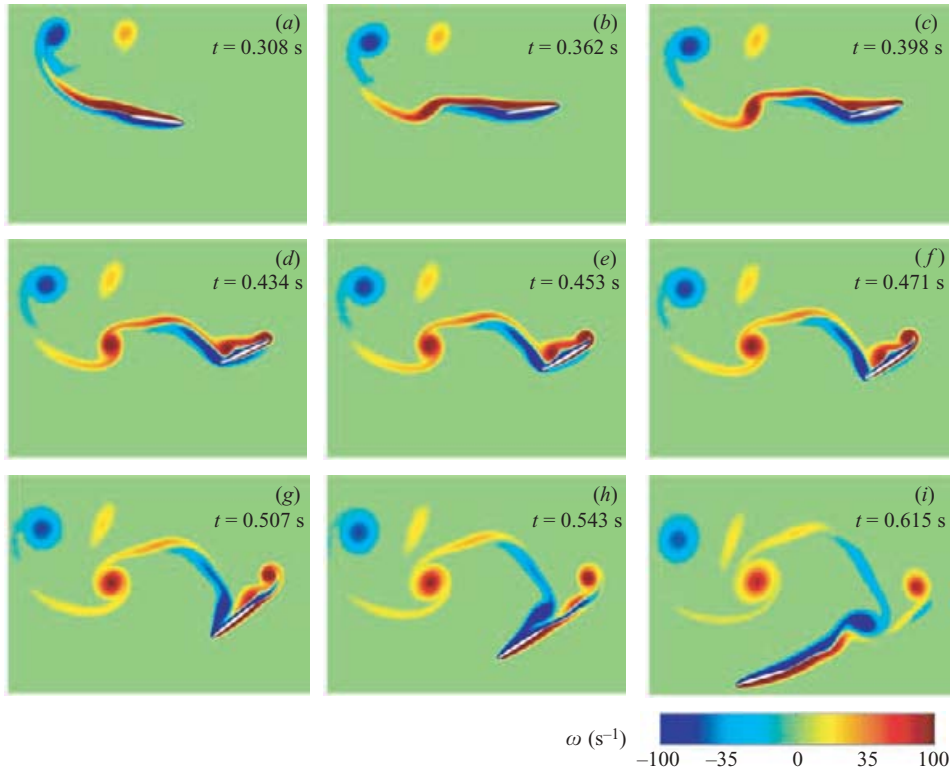 (a)
t = 0.308 s
(b)
t = 0.362 s
(c)
t = 0.398 s
(d)
t = 0.434 s
(e)
t = 0.453 s
(f)
t = 0.471 s
(g)
t = 0.507 s
(h)
t = 0.543 s
(i)
t = 0.615 s
ω (s⁻¹)
–100 –35 0 35 100